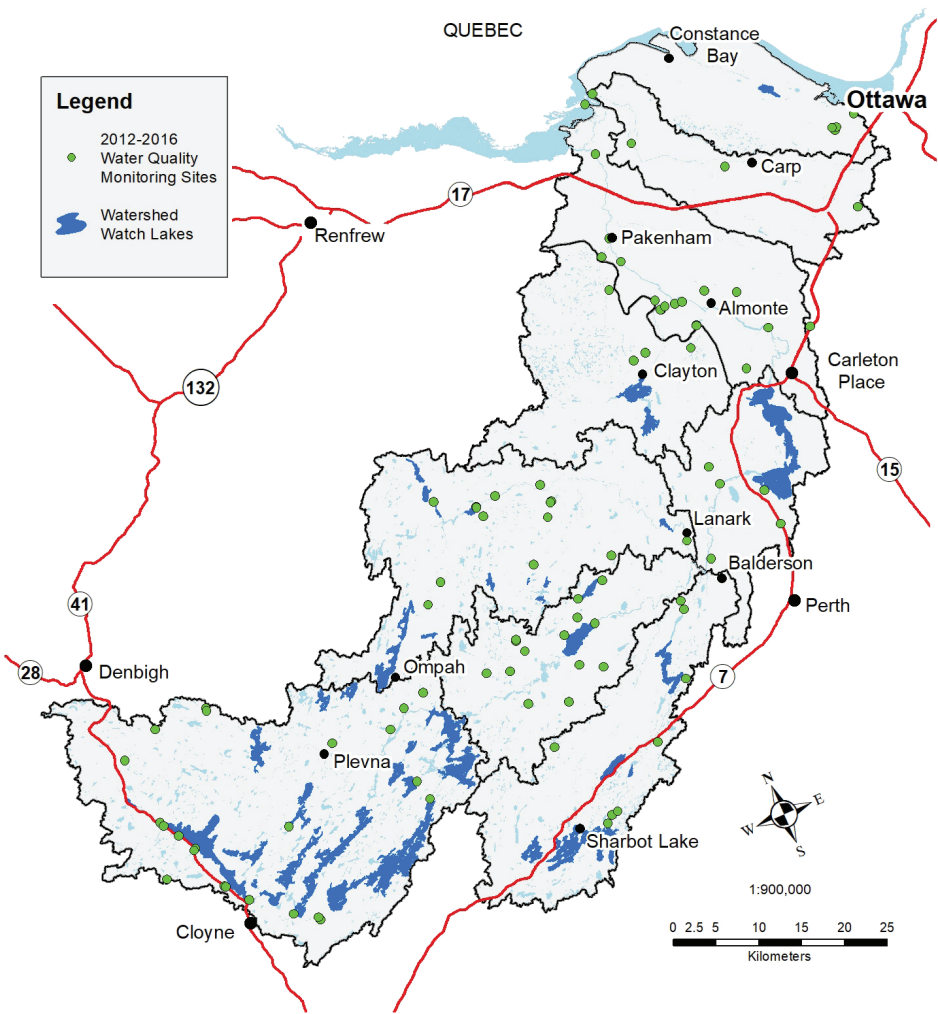 QUEBEC
Constance
Bay
Legend
2012-2016
Water Quality
Monitoring Sites
Watershed
Watch Lakes
Ottawa
Carp
17
Renfrew
Pakenham
Almonte
Carleton
Place
Clayton
132
15
Lanark
Balderson
41
Perth
28
Denbigh
Ompah
7
Plevna
N
E
W
S
Sharbot Lake
1:900,000
Cloyne
0 2.5 5 10 15 20 25
Kilometers